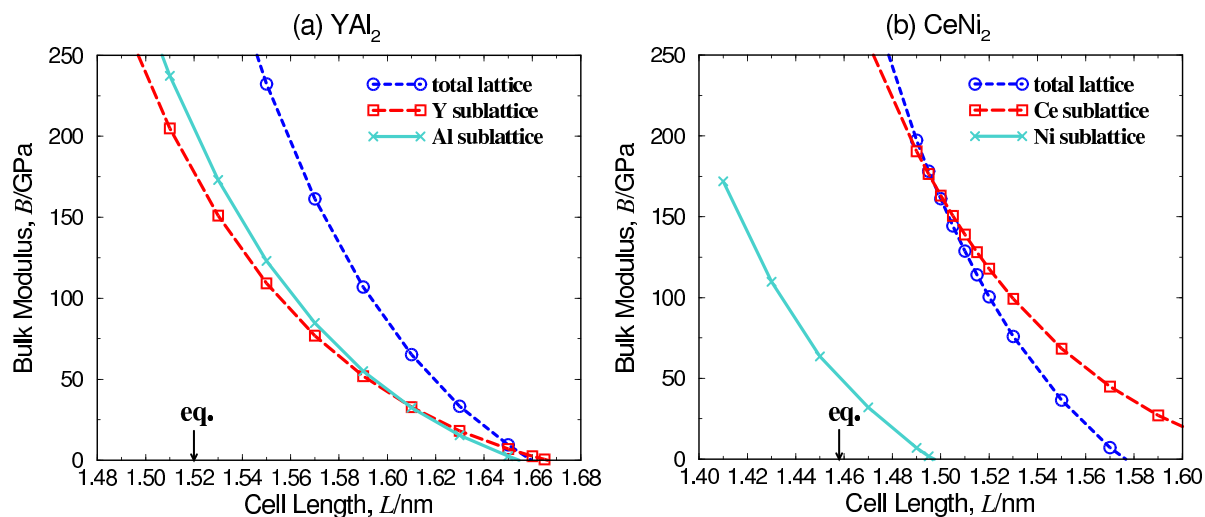 (a) YAl2
Bulk Modulus, B/GPa
250
200
150
100
50
0
total lattice
Y sublattice
Al sublattice
eq.
1.48 1.50 1.52 1.54 1.56 1.58 1.60 1.62 1.64 1.66 1.68
Cell Length, L/nm
(b) CeNi2
Bulk Modulus, B/GPa
250
200
150
100
50
0
total lattice
Ce sublattice
Ni sublattice
eq.
1.40 1.42 1.44 1.46 1.48 1.50 1.52 1.54 1.56 1.58 1.60
Cell Length, L/nm